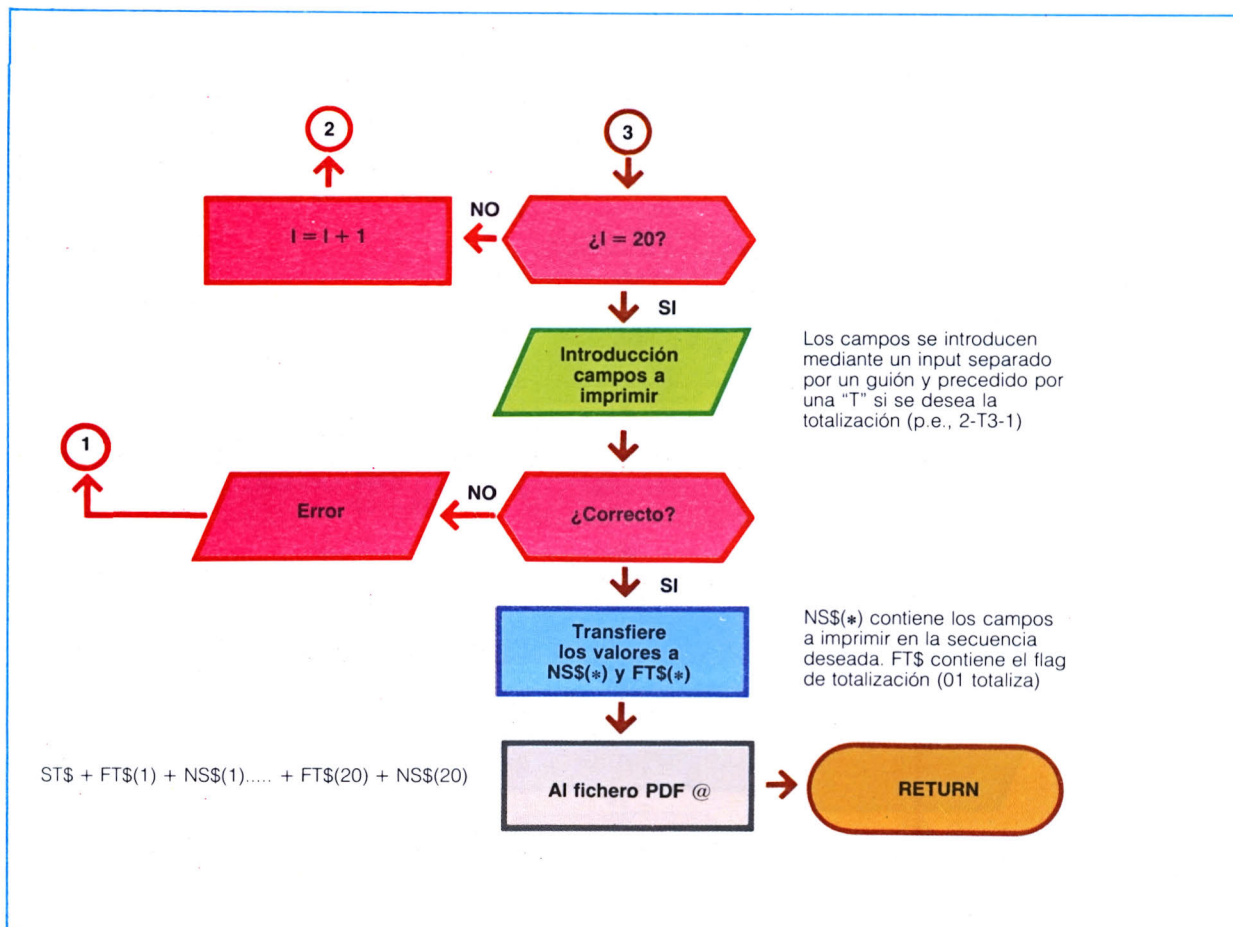 2
3
NO
I = I + 1
¿I = 20?
SI
Introducción
campos a
imprimir
Los campos se introducen
mediante un input separado
por un guión y precedido por
una "T" si se desea la
totalización (p.e., 2-T3-1)
1
NO
Error
¿Correcto?
SI
Transfiere
los valores a
NS$(*) y FT$(*)
NS$(*) contiene los campos
a imprimir en la secuencia
deseada. FT$ contiene el flag
de totalización (01 totaliza)
ST$ + FT$(1) + NS$(1)..... + FT$(20) + NS$(20)
Al fichero PDF @
RETURN